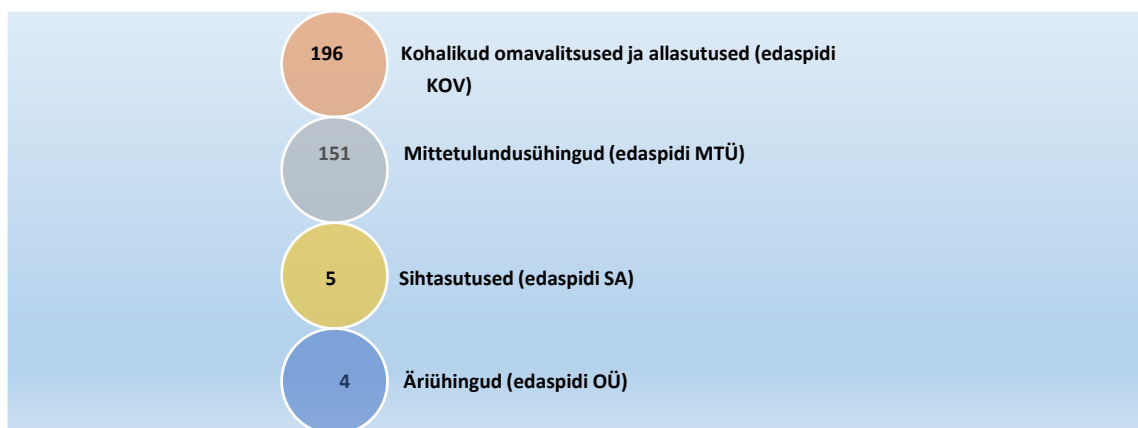 196 Kohalikud omavalitsused ja allasutused (edaspidi
KOV)
151 Mittetulundusühingud (edaspidi MTÜ)
5 Sihtasutused (edaspidi SA)
4 Äriühingud (edaspidi OÜ)